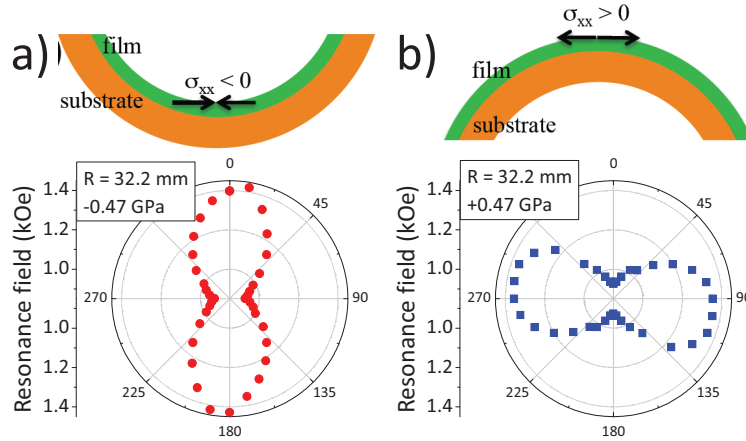 a)
film
σxx < 0
substrate
b)
σxx > 0
film
substrate
R = 32.2 mm
-0.47 GPa
Resonance field (kOe)
1.4
1.2
1.0
1.0
1.2
1.4
0
45
90
135
180
225
270
R = 32.2 mm
+0.47 GPa
Resonance field (kOe)
1.4
1.2
1.0
1.0
1.2
1.4
0
45
90
135
180
225
270